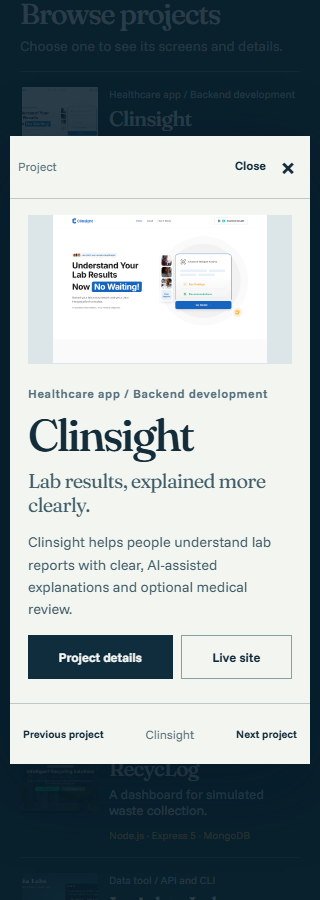 Browse projects
Choose one to see its screens and details.
Healthcare app / Backend development
Clinsight
Project
Close ×
Clinsight
Understand Your
Lab Results
Now No Waiting!
Healthcare app / Backend development
Clinsight
Lab results, explained more
clearly.
Clinsight helps people understand lab
reports with clear, AI-assisted
explanations and optional medical
review.
Project details
Live site
Previous project
Clinsight
Next project
RecycLog
A dashboard for simulated
waste collection.
Node.js · Express 5 · MongoDB
Data tool / API and CLI